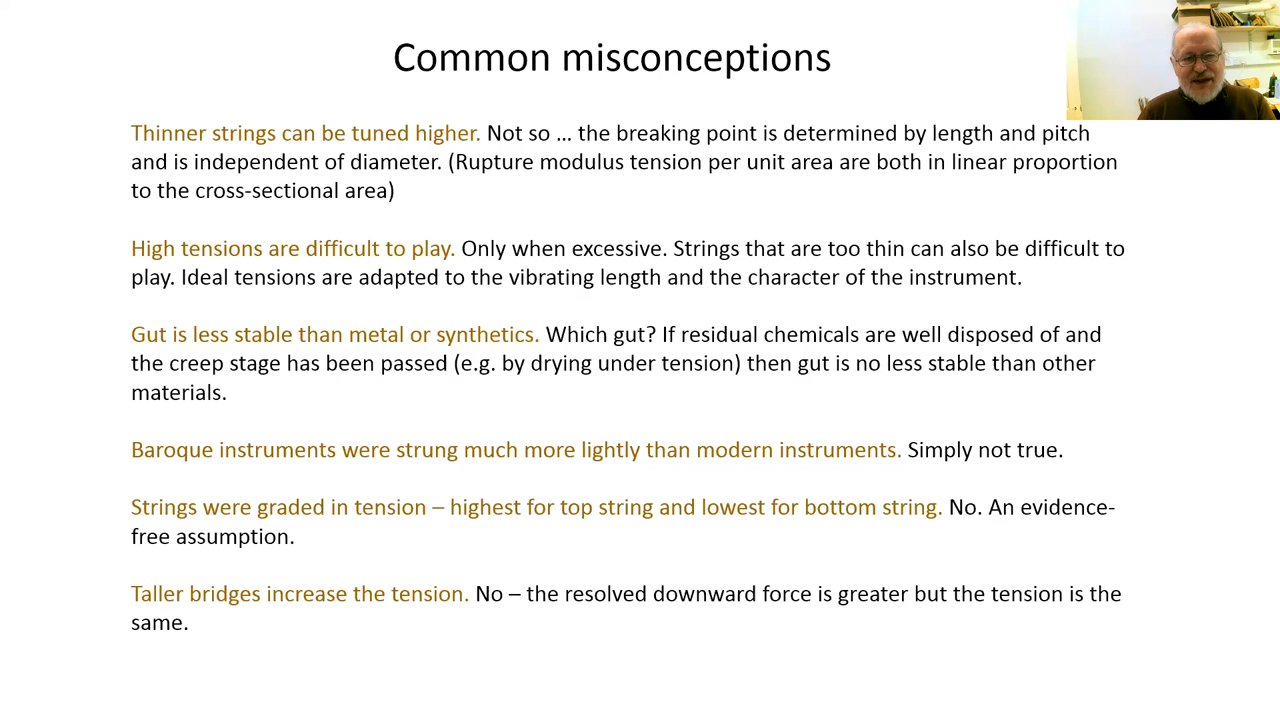 Common misconceptions
Thinner strings can be tuned higher. Not so … the breaking point is determined by length and pitch
and is independent of diameter. (Rupture modulus tension per unit area are both in linear proportion
to the cross-sectional area)
High tensions are difficult to play. Only when excessive. Strings that are too thin can also be difficult to
play. Ideal tensions are adapted to the vibrating length and the character of the instrument.
Gut is less stable than metal or synthetics. Which gut? If residual chemicals are well disposed of and
the creep stage has been passed (e.g. by drying under tension) then gut is no less stable than other
materials.
Baroque instruments were strung much more lightly than modern instruments. Simply not true.
Strings were graded in tension – highest for top string and lowest for bottom string. No. An evidence-
free assumption.
Taller bridges increase the tension. No – the resolved downward force is greater but the tension is the
same.